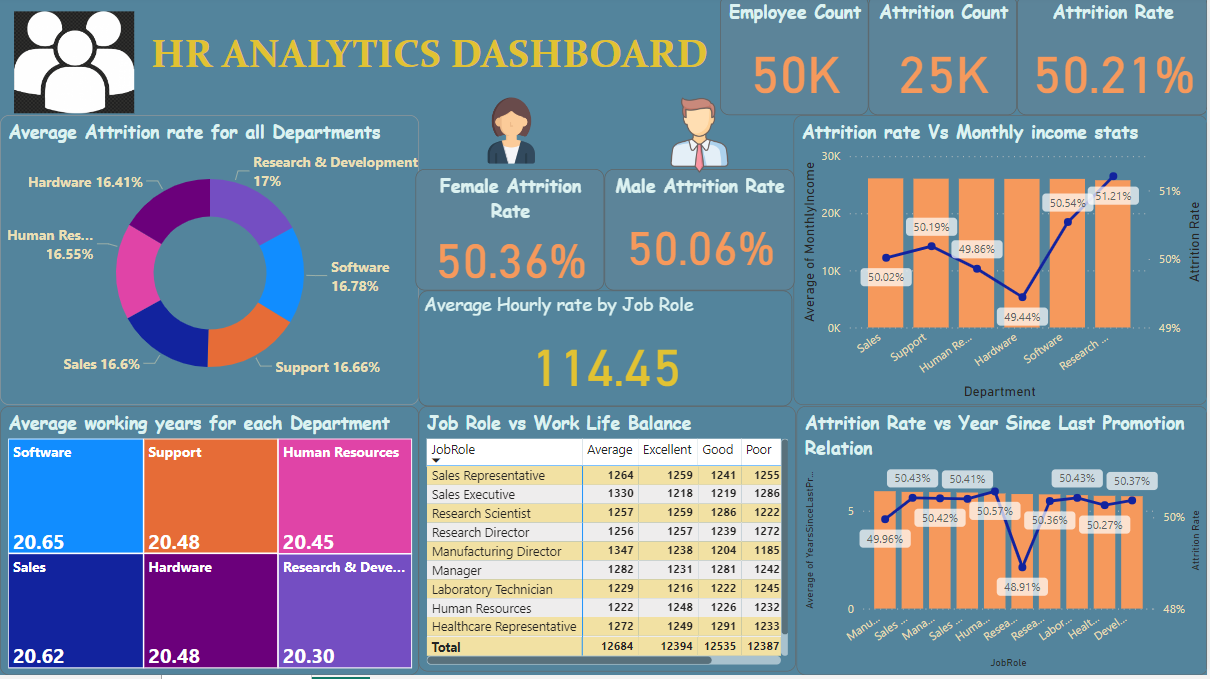 HR ANALYTICS DASHBOARD
Employee Count
50K
Attrition Count
25K
Attrition Rate
50.21%
Average Attrition rate for all Departments
Research & Development
17%
Hardware 16.41%
Human Res...
16.55%
Software
16.78%
Sales 16.6%
Support 16.66%
Female Attrition
Rate
50.36%
Male Attrition Rate
50.06%
Average Hourly rate by Job Role
114.45
Attrition rate Vs Monthly income stats
Average of MonthlyIncome
30K
20K
10K
0K
50.02%
50.19%
49.86%
49.44%
50.54%
51.21%
51%
50%
49%
Attrition Rate
Sales
Support
Human Re...
Hardware
Software
Research ...
Department
Average working years for each Department
Software
20.65
Support
20.48
Human Resources
20.45
Sales
20.62
Hardware
20.48
Research & Deve...
20.30
Job Role vs Work Life Balance
JobRole Average Excellent Good Poor
Sales Representative 1264 1259 1241 1255
Sales Executive 1330 1218 1219 1286
Research Scientist 1257 1259 1286 1222
Research Director 1256 1257 1239 1272
Manufacturing Director 1347 1238 1204 1185
Manager 1282 1231 1281 1242
Laboratory Technician 1229 1216 1222 1245
Human Resources 1222 1248 1226 1232
Healthcare Representative 1272 1249 1291 1233
Total 12684 12394 12535 12387
Attrition Rate vs Year Since Last Promotion
Relation
Average of YearsSinceLastPr...
5
0
49.96%
50.43%
50.42%
50.41%
50.57%
48.91%
50.36%
50.43%
50.27%
50.37%
50%
48%
Attrition Rate
Manu...
Sales ...
Mana...
Sales ...
Huma...
Resea...
Resea...
Labor...
Healt...
Devel...
JobRole